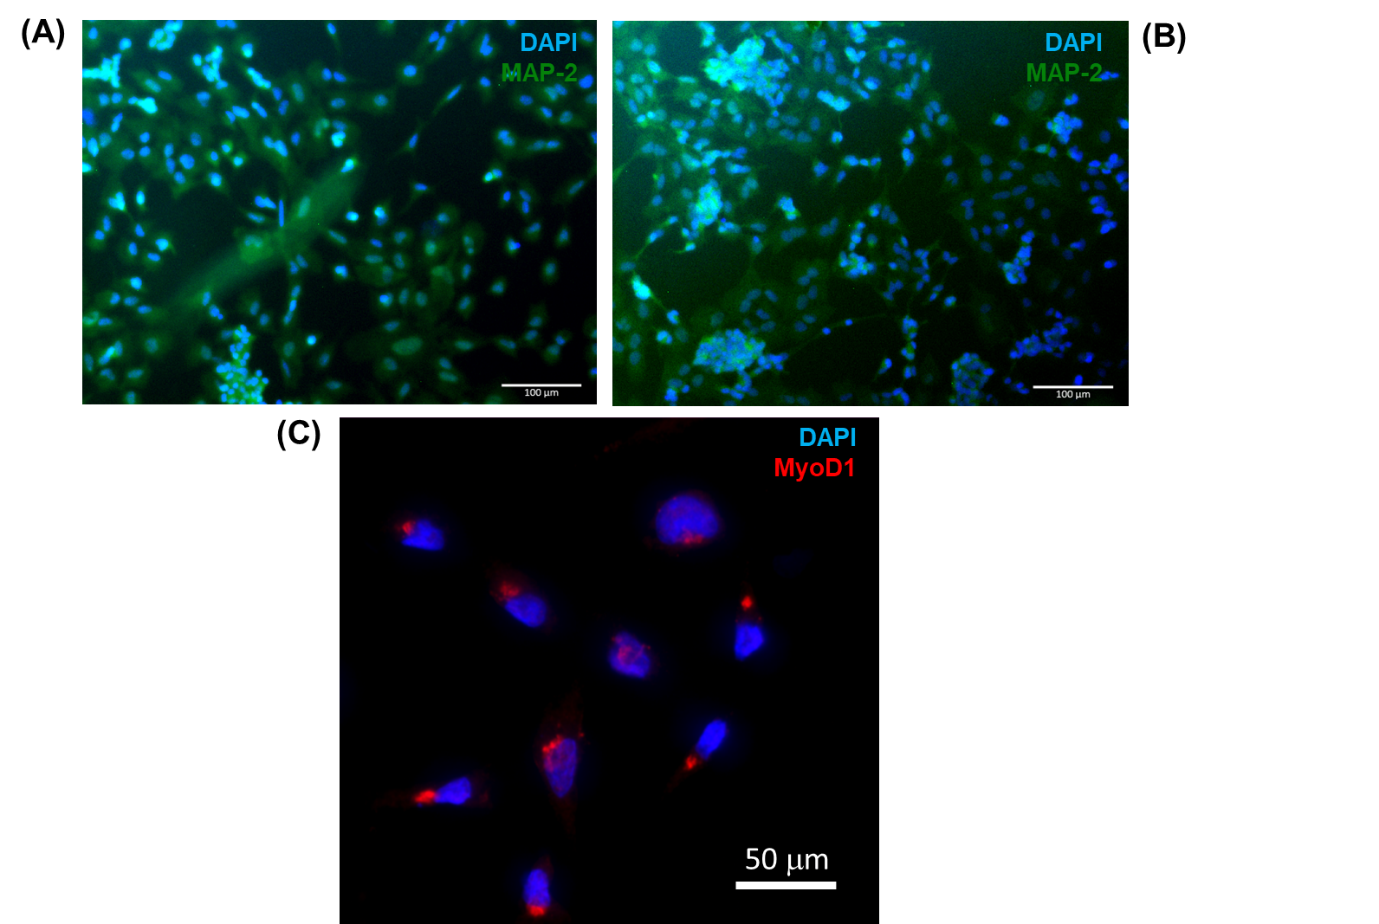 (A)
DAPI
MAP-2
100 µm
DAPI
MAP-2
(B)
100 µm
(C)
DAPI
MyoD1
50 µm